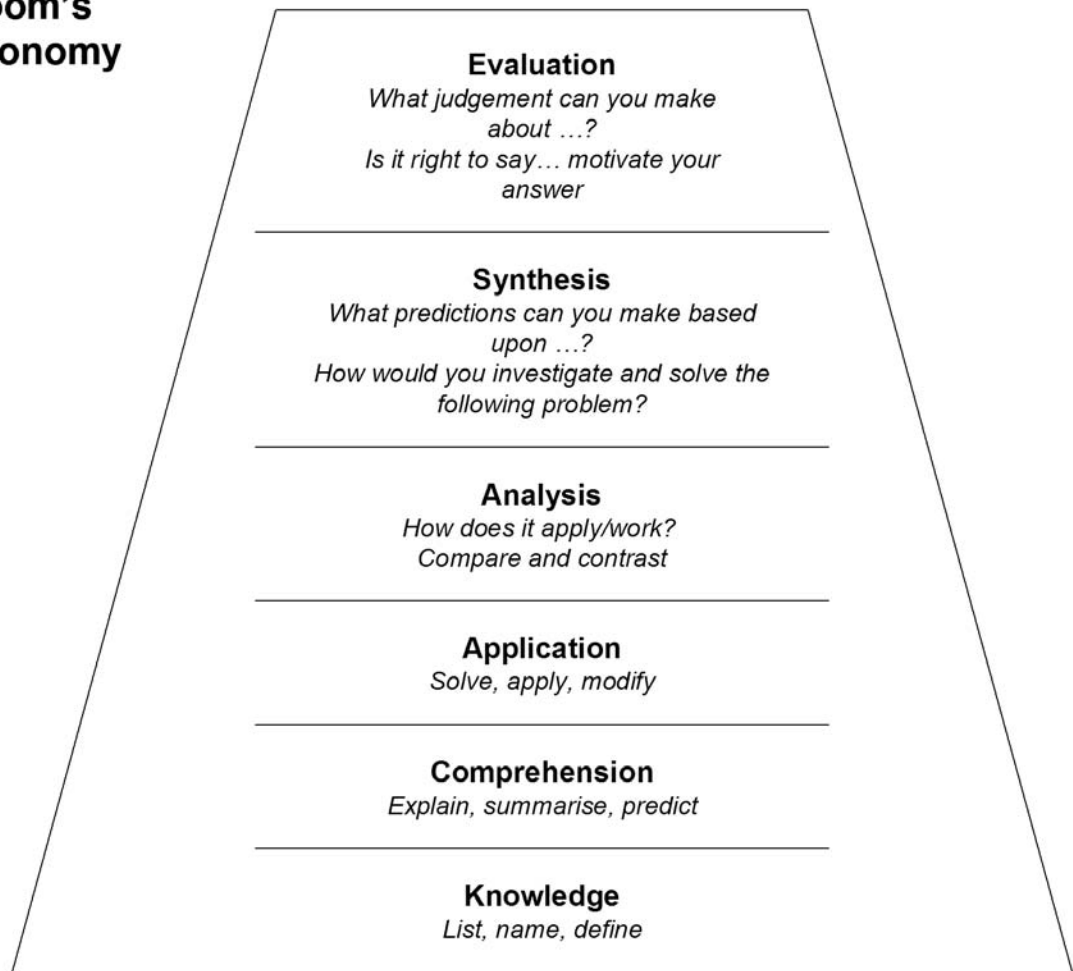 oom's
onomy
Evaluation
What judgement can you make
about …?
Is it right to say… motivate your
answer
Synthesis
What predictions can you make based
upon …?
How would you investigate and solve the
following problem?
Analysis
How does it apply/work?
Compare and contrast
Application
Solve, apply, modify
Comprehension
Explain, summarise, predict
Knowledge
List, name, define